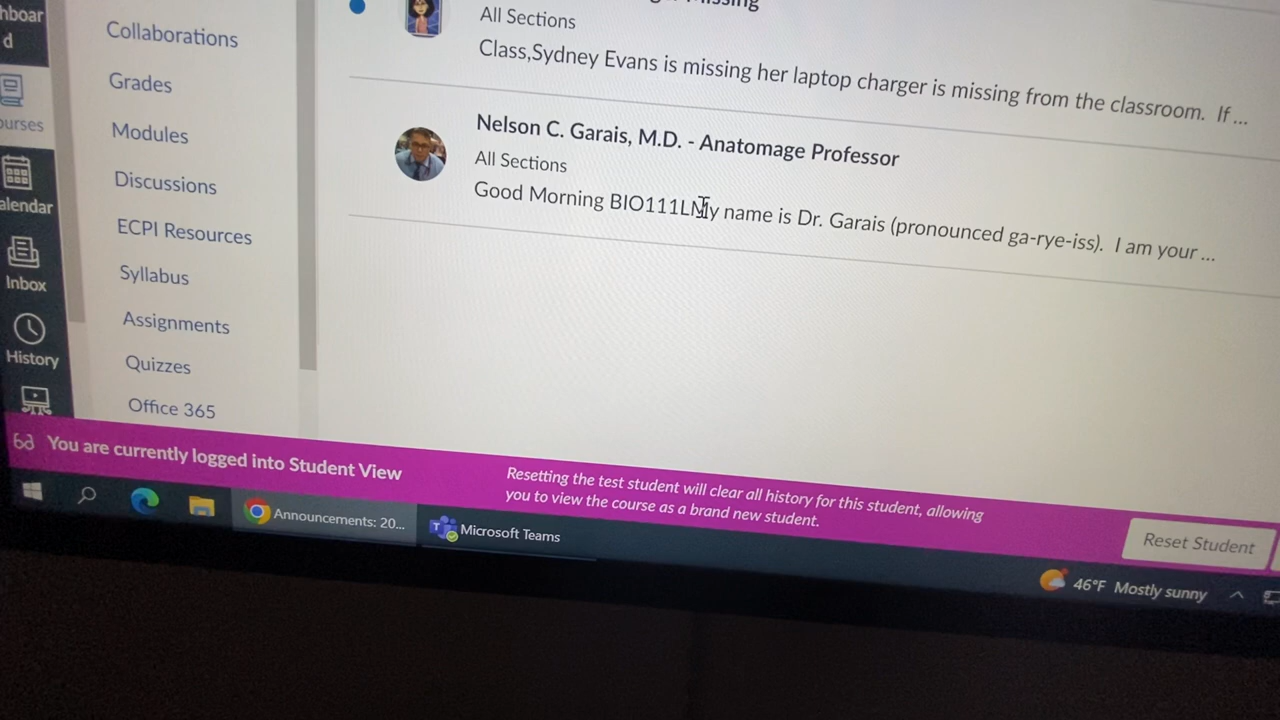 hboar
d
ourses
alendar
Inbox
History
Collaborations
Grades
Modules
Discussions
ECPI Resources
Syllabus
Assignments
Quizzes
Office 365
All Sections
Class,Sydney Evans is missing her laptop charger is missing from the classroom. If ...
Nelson C. Garais, M.D. - Anatomage Professor
All Sections
Good Morning BIO111LMy name is Dr. Garais (pronounced ga-rye-iss). I am your ...
You are currently logged into Student View
Resetting the test student will clear all history for this student, allowing
you to view the course as a brand new student.
Reset Student
Announcements: 20...
T
Microsoft Teams
46°F Mostly sunny